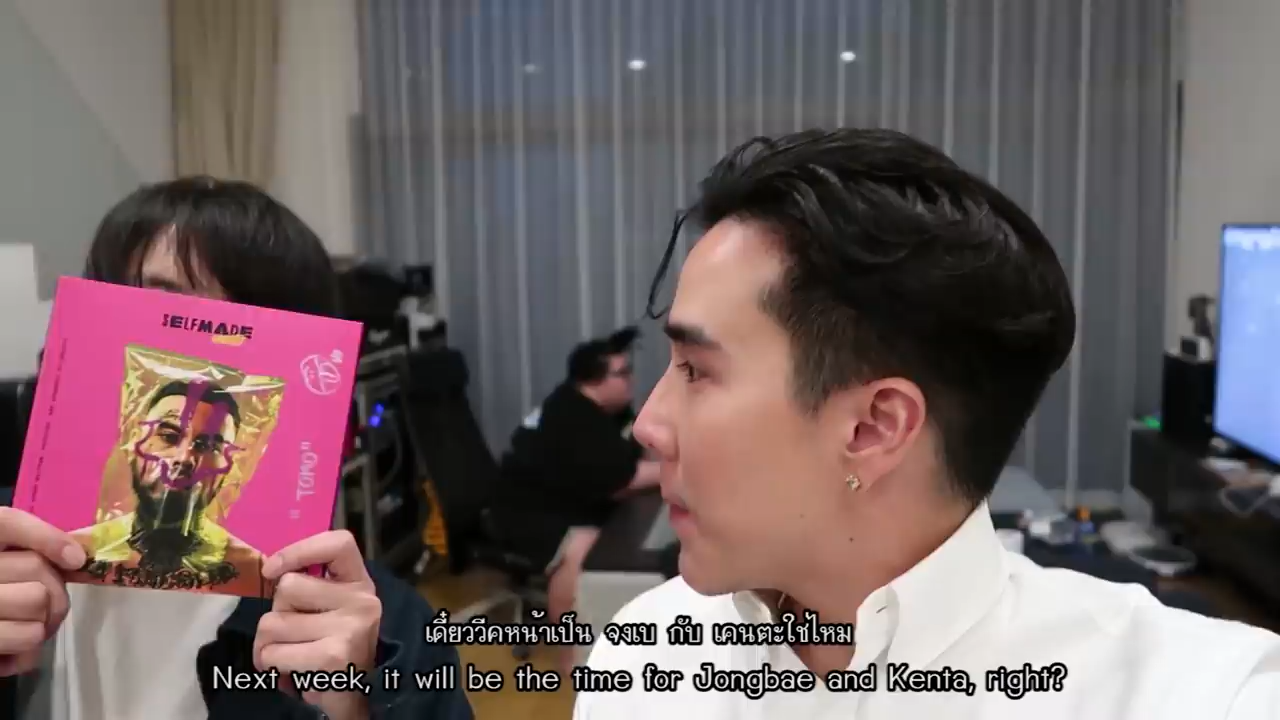 SELFMADE
"TOMO"
เดี๋ยววีคหน้าเป็น จงเบ กับ เคนตะใช่ไหม
Next week, it will be the time for Jongbae and Kenta, right?